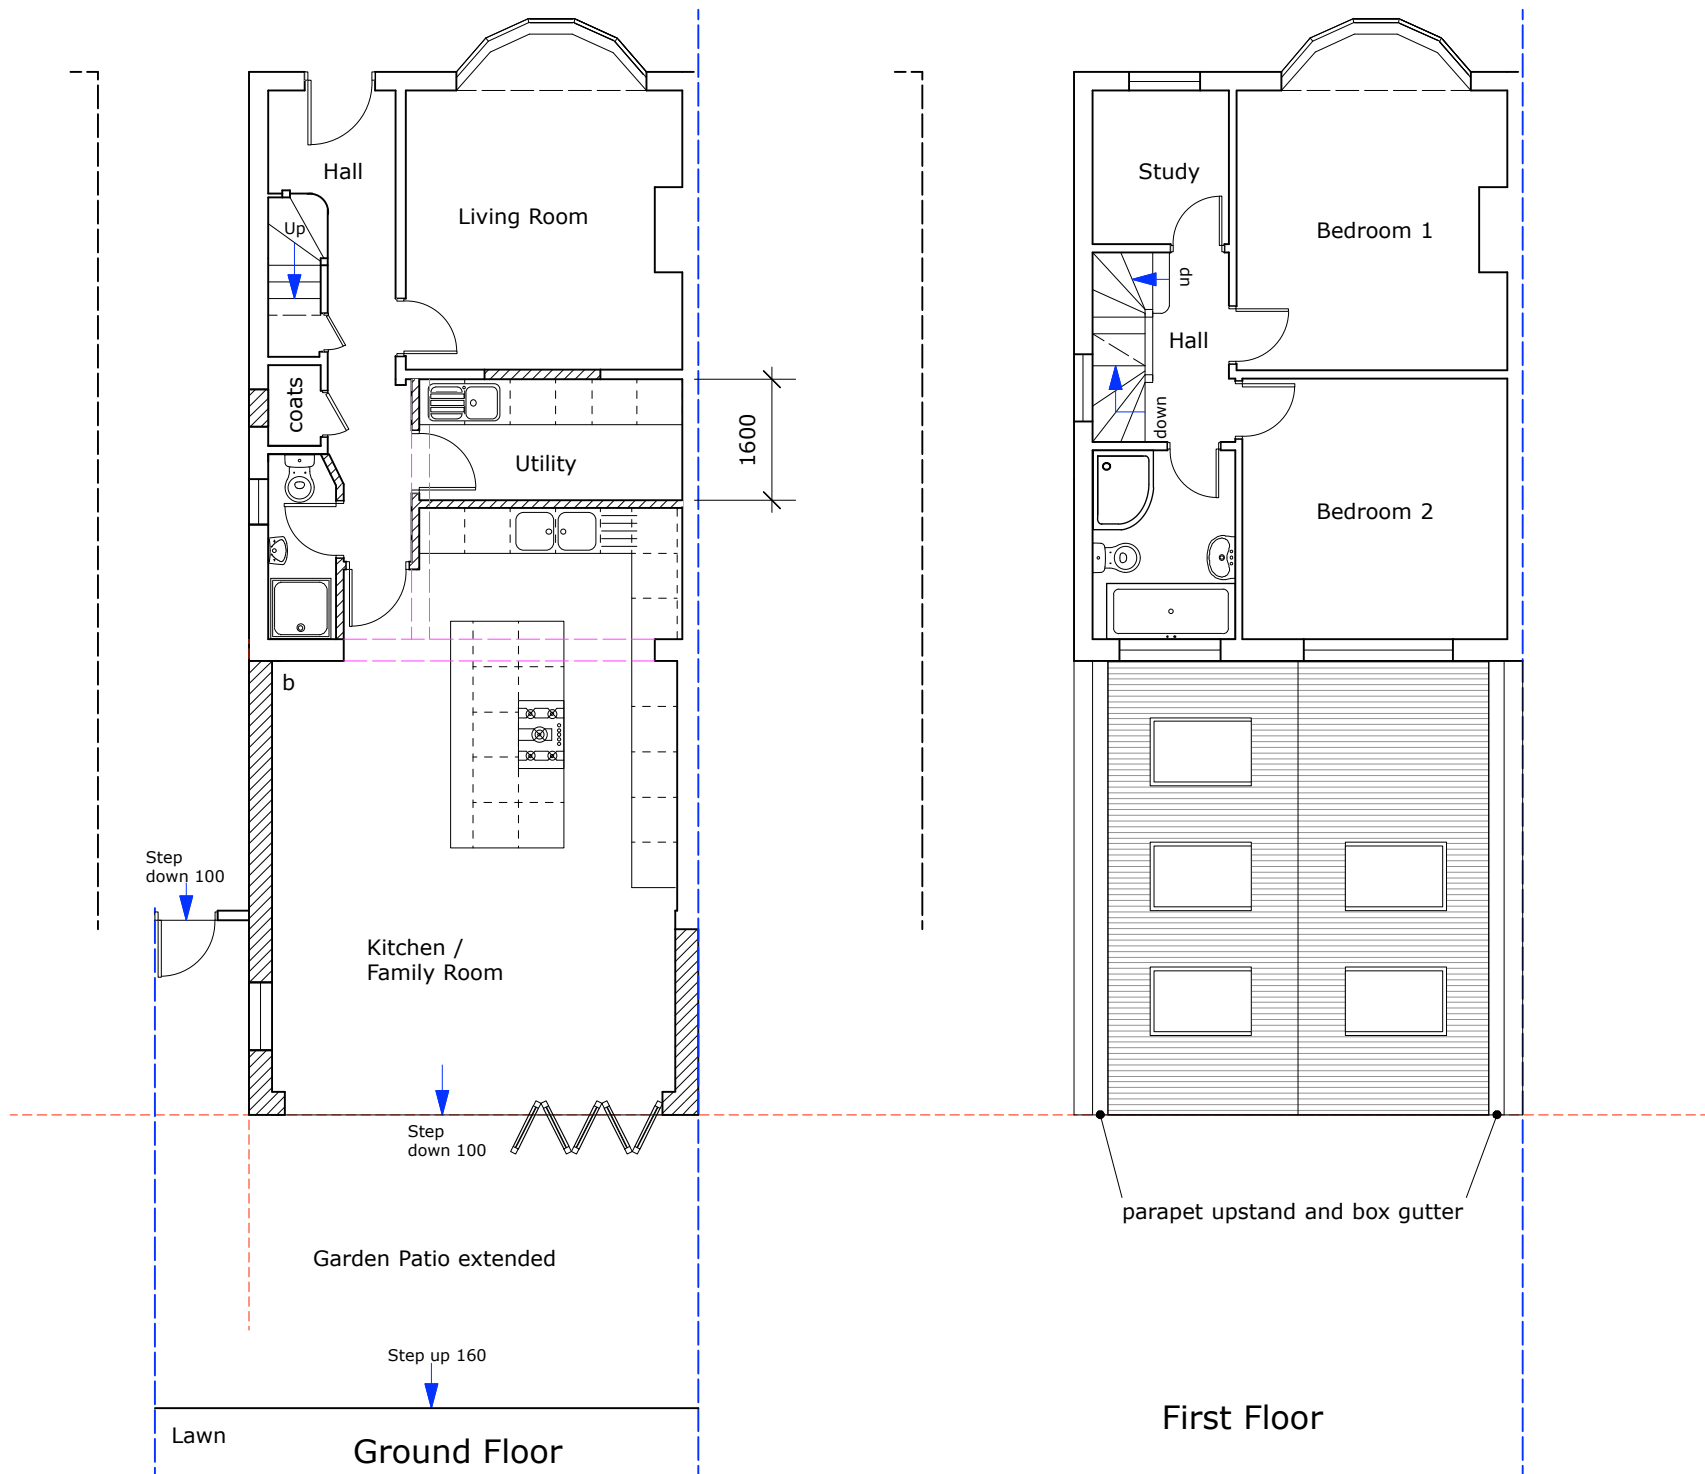 Hall
Living Room
Up
coats
Utility
1600
b
Step
down 100
Kitchen /
Family Room
Step
down 100
Garden Patio extended
Step up 160
Lawn
Ground Floor
Study
Bedroom 1
up
Hall
down
Bedroom 2
parapet upstand and box gutter
First Floor